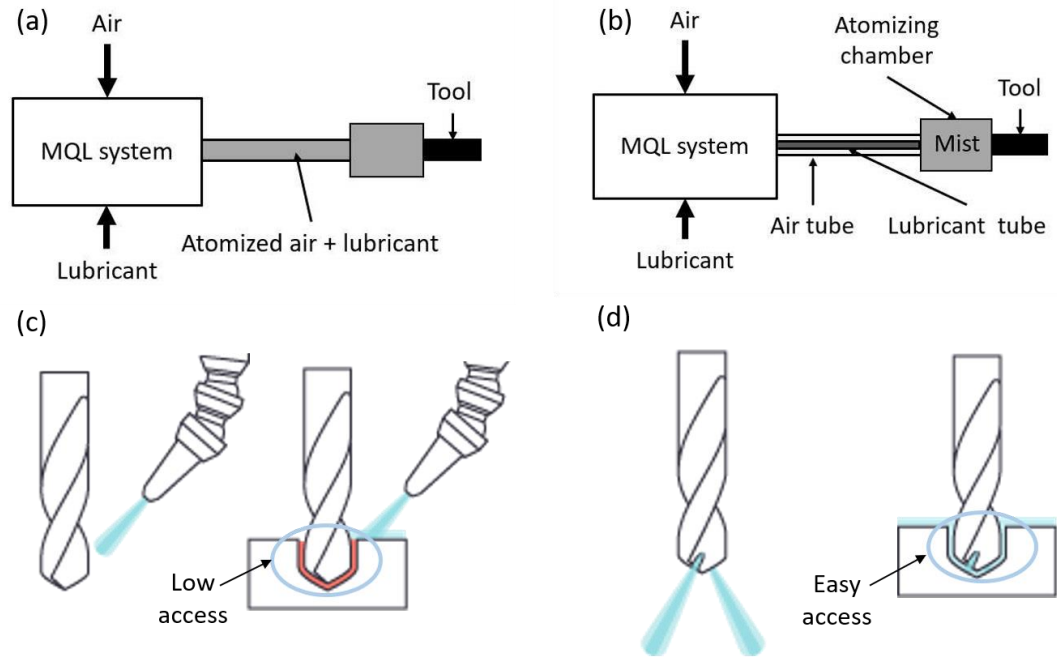 (a)
Air
MQL system
Tool
Atomized air + lubricant
Lubricant
(b)
Air
Atomizing
chamber
Tool
MQL system
Mist
Air tube
Lubricant tube
Lubricant
(c)
Low
access
(d)
Easy
access